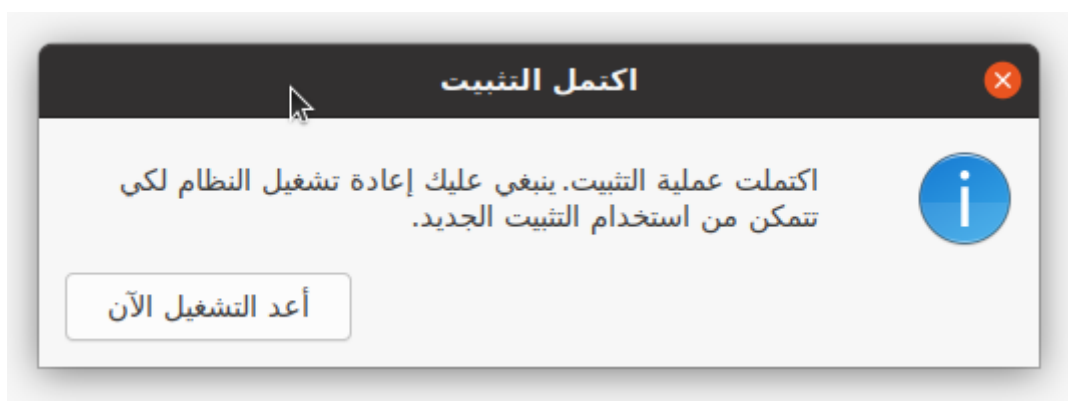 اكتمل التثبيت
اكتملت عملية التثبيت. ينبغي عليك إعادة تشغيل النظام لكي
تتمكن من استخدام التثبيت الجديد.
أعد التشغيل الآن